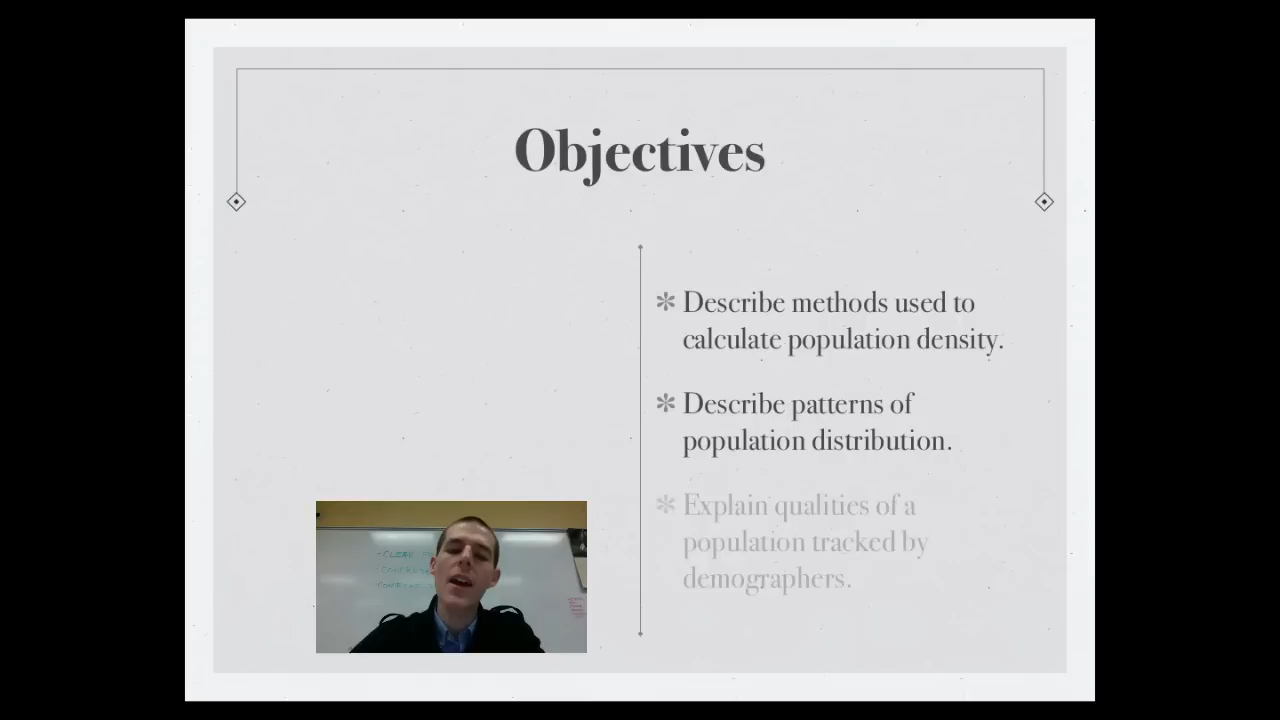 Objectives
✻ Describe methods used to
calculate population density.
✻ Describe patterns of
population distribution.
✻ Explain qualities of a
population tracked by
demographers.